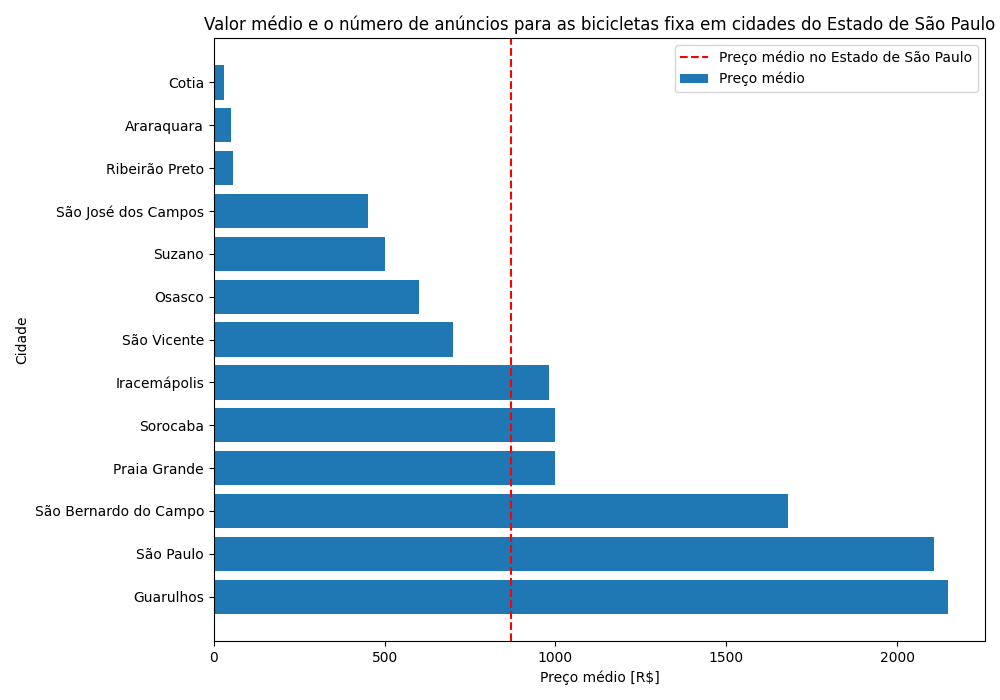 Valor médio e o número de anúncios para as bicicletas fixa em cidades do Estado de São Paulo
Preço médio no Estado de São Paulo
Preço médio
Cidade
Cotia
Araraquara
Ribeirão Preto
São José dos Campos
Suzano
Osasco
São Vicente
Iracemápolis
Sorocaba
Praia Grande
São Bernardo do Campo
São Paulo
Guarulhos
0 500 1000 1500 2000
Preço médio [R$]